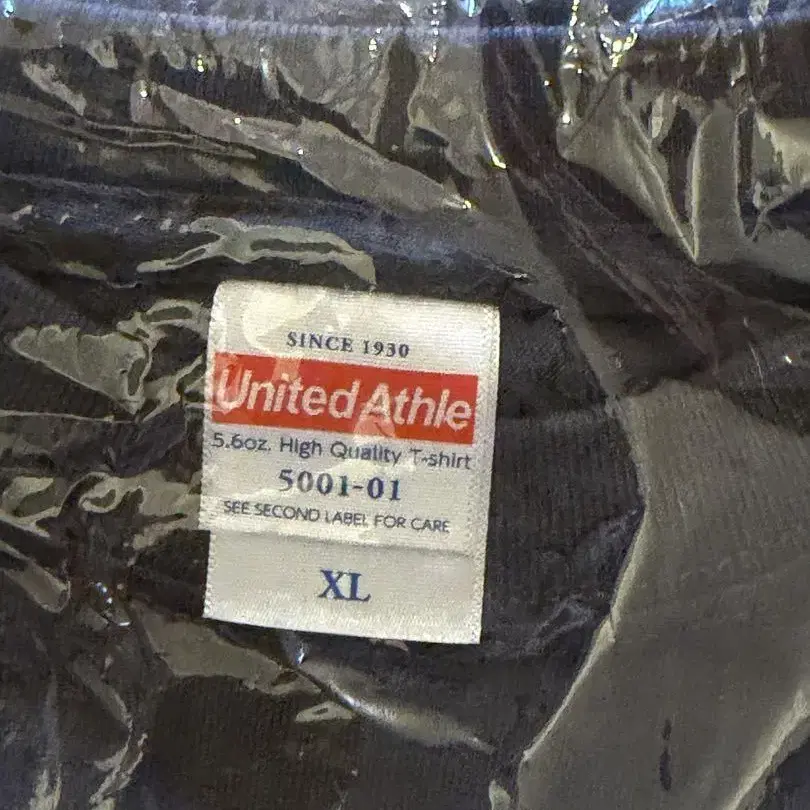 SINCE 1930
United Athle
5.6oz. High Quality T-shirt
5001-01
SEE SECOND LABEL FOR CARE
XL